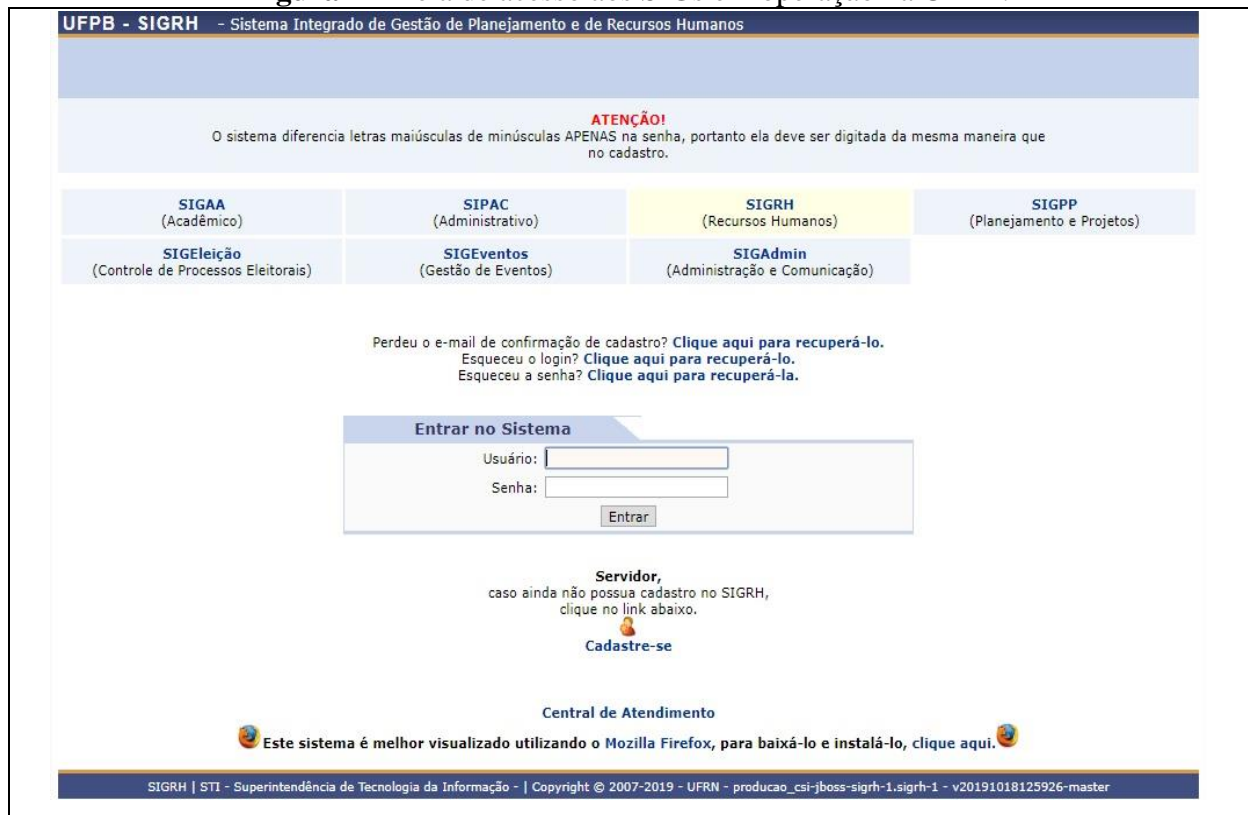 UFPB - SIGRH - Sistema Integrado de Gestão de Planejamento e de Recursos Humanos
ATENÇÃO!
O sistema diferencia letras maiúsculas de minúsculas APENAS na senha, portanto ela deve ser digitada da mesma maneira que
no cadastro.
SIGAA
(Acadêmico)
SIPAC
(Administrativo)
SIGRH
(Recursos Humanos)
SIGPP
(Planejamento e Projetos)
SIGEleição
(Controle de Processos Eleitorais)
SIGEventos
(Gestão de Eventos)
SIGAdmin
(Administração e Comunicação)
Perdeu o e-mail de confirmação de cadastro? Clique aqui para recuperá-lo.
Esqueceu o login? Clique aqui para recuperá-lo.
Esqueceu a senha? Clique aqui para recuperá-la.
Entrar no Sistema
Usuário:
Senha:
Entrar
Servidor,
caso ainda não possua cadastro no SIGRH,
clique no link abaixo.
Cadastre-se
Central de Atendimento
Este sistema é melhor visualizado utilizando o Mozilla Firefox, para baixá-lo e instalá-lo, clique aqui.
SIGRH | STI - Superintendência de Tecnologia da Informação - | Copyright © 2007-2019 - UFRN - producao_csi-jboss-sigrh-1.sigrh-1 - v20191018125926-master